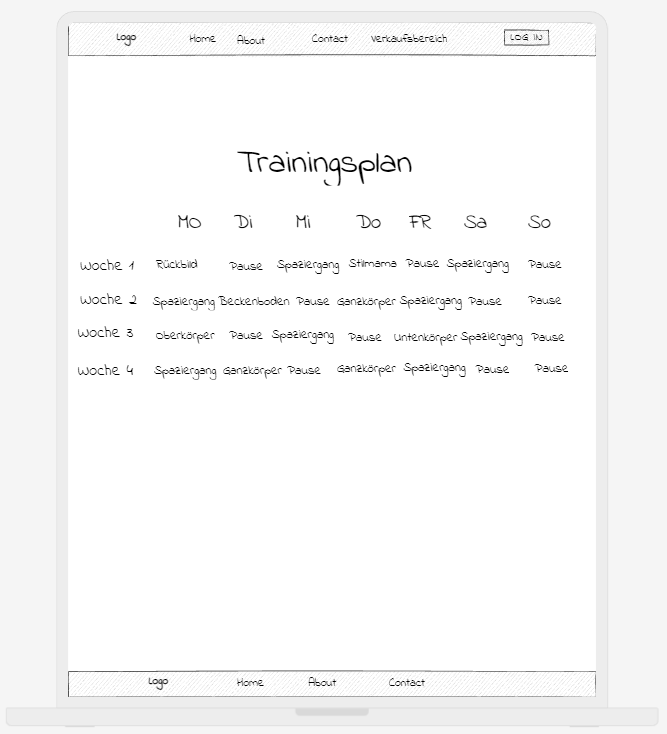 Logo Home About Contact Verkaufsbereich LOG IN
Trainingsplan
MO Di Mi Do FR Sa So
Woche 1 Rückbild Pause Spaziergang Stilmama Pause Spaziergang Pause
Woche 2 Spaziergang Beckenboden Pause Ganzkörper Spaziergang Pause Pause
Woche 3 Oberkörper Pause Spaziergang Pause Untenkörper Spaziergang Pause
Woche 4 Spaziergang Ganzkörper Pause Ganzkörper Spaziergang Pause Pause
Logo Home About Contact